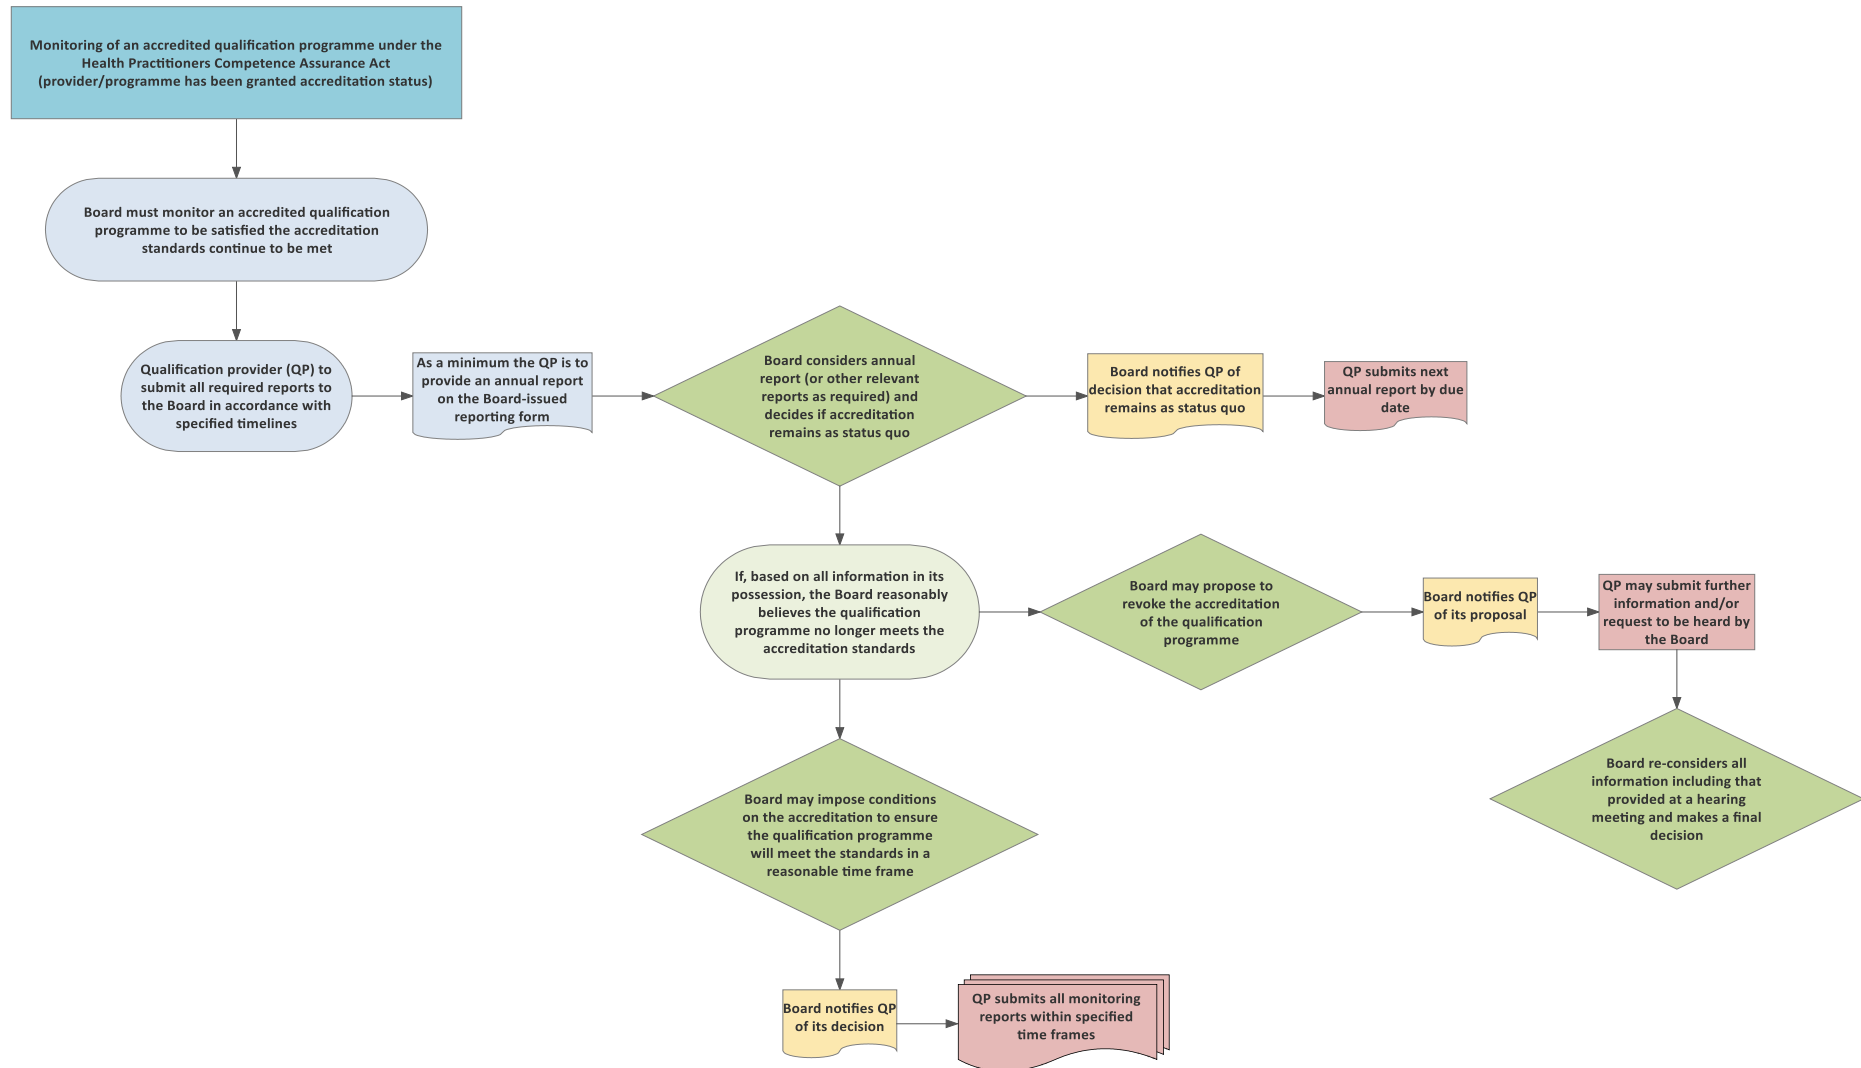 Monitoring of an accredited qualification programme under the
Health Practitioners Competence Assurance Act
(provider/programme has been granted accreditation status)
Board must monitor an accredited qualification
programme to be satisfied the accreditation
standards continue to be met
Qualification provider (QP) to
submit all required reports to
the Board in accordance with
specified timelines
As a minimum the QP is to
provide an annual report
on the Board-issued
reporting form
Board considers annual
report (or other relevant
reports as required) and
decides if accreditation
remains as status quo
Board notifies QP of
decision that accreditation
remains as status quo
QP submits next
annual report by due
date
If, based on all information in its
possession, the Board reasonably
believes the qualification
programme no longer meets the
accreditation standards
Board may propose to
revoke the accreditation
of the qualification
programme
Board notifies QP
of its proposal
QP may submit further
information and/or
request to be heard by
the Board
Board re-considers all
information including that
provided at a hearing
meeting and makes a final
decision
Board may impose conditions
on the accreditation to ensure
the qualification programme
will meet the standards in a
reasonable time frame
Board notifies QP
of its decision
QP submits all monitoring
reports within specified
time frames